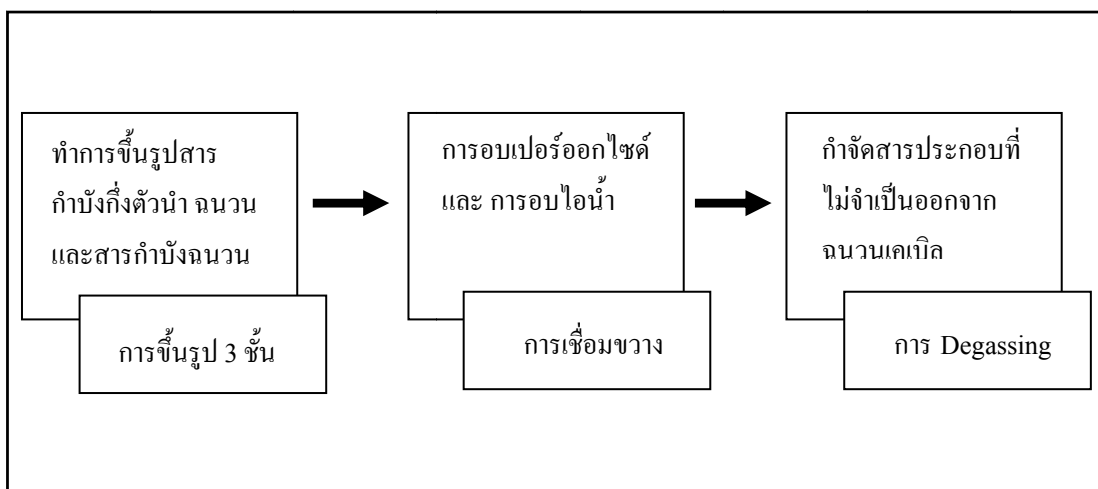 ทำการขึ้นรูปสาร
กำบังกึ่งตัวนำ ฉนวน
และสารกำบังฉนวน
การขึ้นรูป 3 ชั้น
การอบเปอร์ออกไซด์
และ การอบไอน้ำ
การเชื่อมขวาง
กำจัดสารประกอบที่
ไม่จำเป็นออกจาก
ฉนวนเคเบิล
การ Degassing